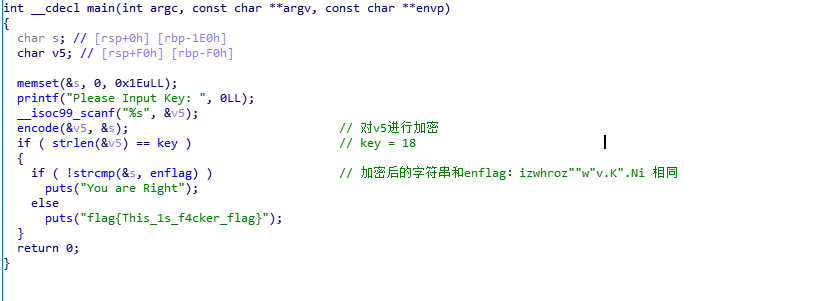 int __cdecl main(int argc, const char **argv, const char **envp)
{
char s; // [rsp+0h] [rbp-1E0h]
char v5; // [rsp+F0h] [rbp-F0h]
memset(&s, 0, 0x1EuLL);
printf("Please Input Key: ", 0LL);
__isoc99_scanf("%s", &v5);
encode(&v5, &s); // 对v5进行加密
if ( strlen(&v5) == key ) // key = 18
{
if ( !strcmp(&s, enflag) ) // 加密后的字符串和enflag：izwhroz""w"v.K".Ni 相同
puts("You are Right");
else
puts("flag{This_1s_f4cker_flag}");
}
return 0;
}